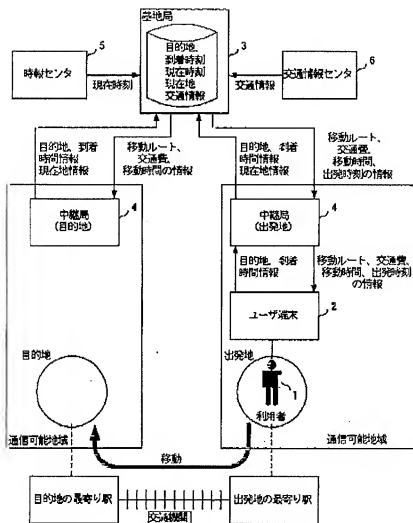 基地局
3
目的地、
到着時刻
現在時刻
現在地
交通情報
5
時報センタ
現在時刻
交通情報
交通情報センタ
6
目的地、到着
時間情報
現在地情報
移動ルート、
交通費、
移動時間の情報
目的地、到着
時間情報
現在地情報
移動ルート、
交通費、
移動時間、
出発時刻の情報
中継局
(目的地)
4
中継局
(出発地)
4
目的地、到着
時間情報
移動ルート、交通費、
移動時間、出発時刻
の情報
ユーザ端末
2
目的地
出発地
1
利用者
通信可能地域
通信可能地域
移動
目的地の最寄り駅
交通機関
出発地の最寄り駅